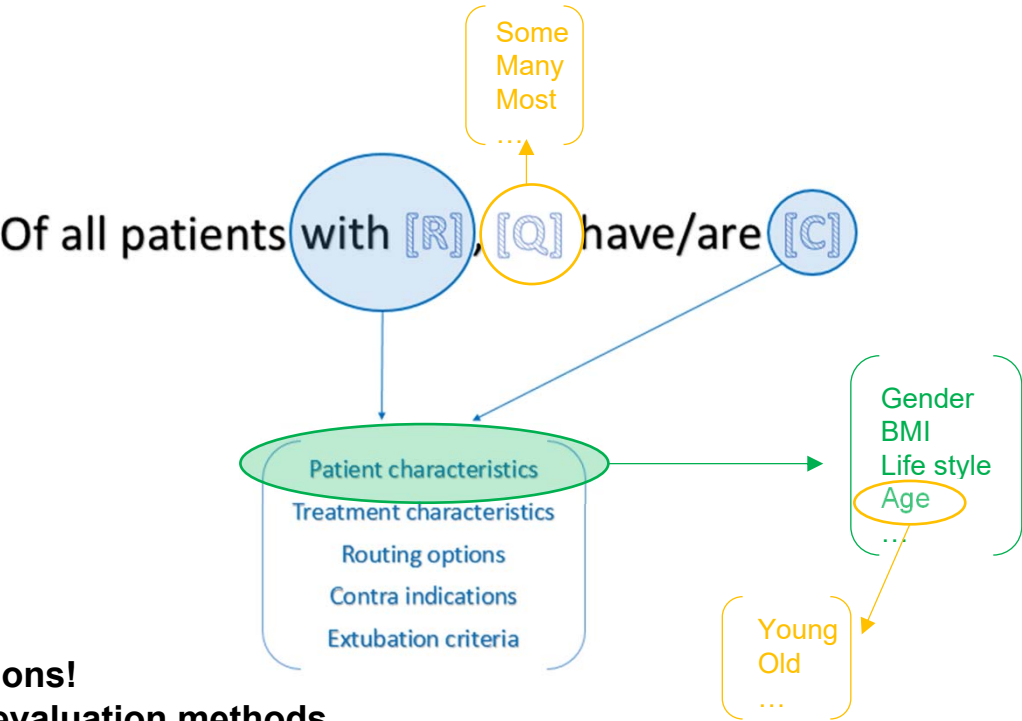 Some
Many
Most
…
Of all patients with [R], [Q] have/are [C]
Gender
BMI
Life style
Age
…
Patient characteristics
Treatment characteristics
Routing options
Contra indications
Extubation criteria
Young
Old
…
ons!
evaluation methods